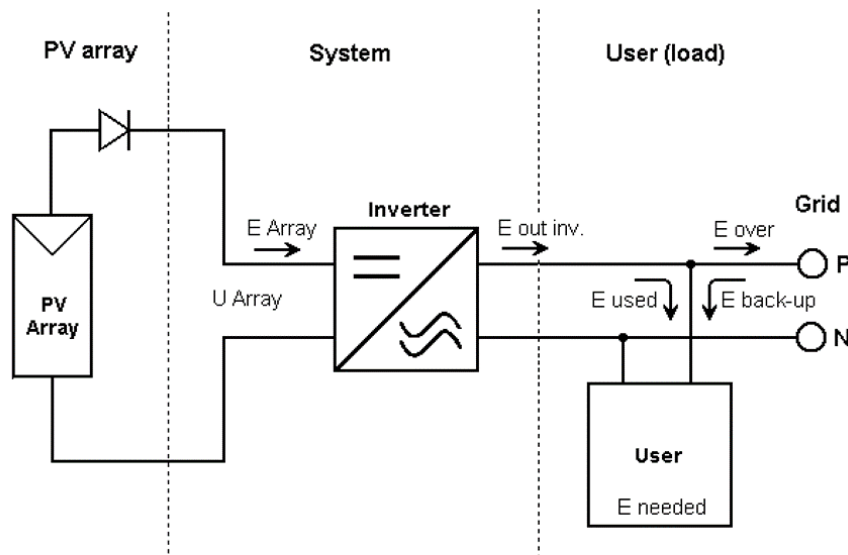 PV array
System
User (load)
Inverter
Grid
E Array
E out inv.
E over
P
PV
Array
U Array
E used
E back-up
N
User
E needed